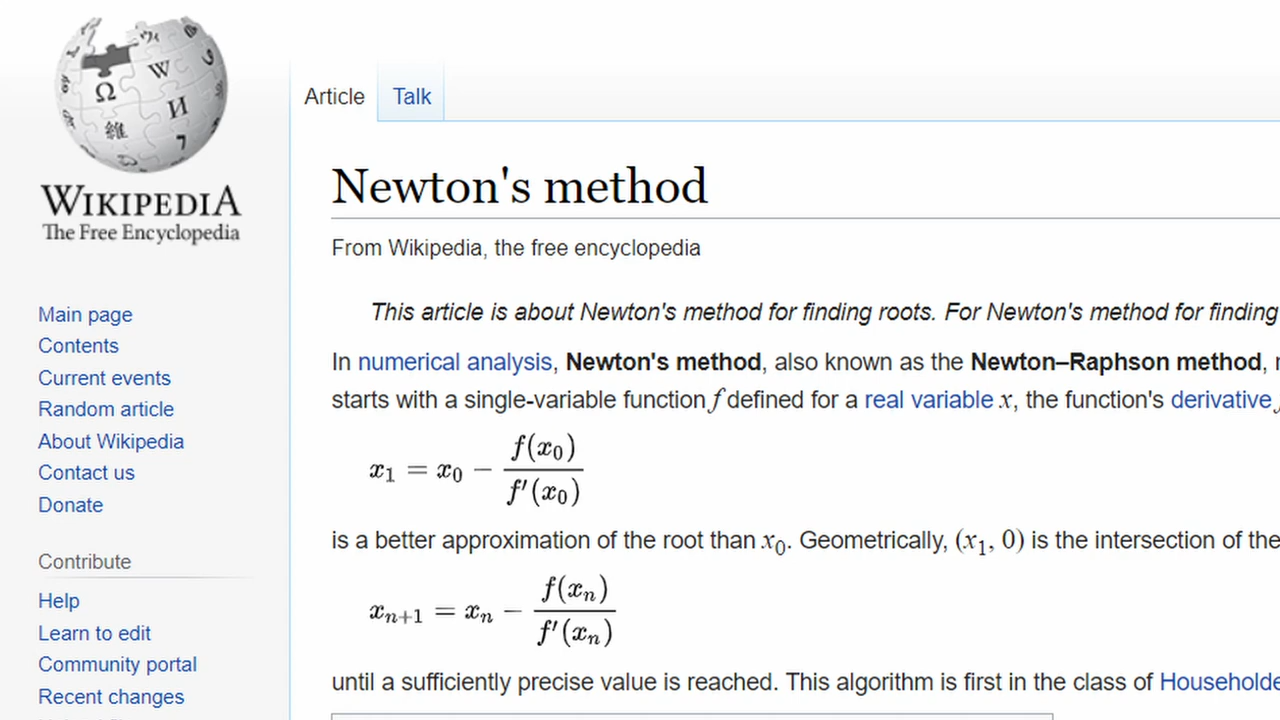 WIKIPEDIA
The Free Encyclopedia
Main page
Contents
Current events
Random article
About Wikipedia
Contact us
Donate
Contribute
Help
Learn to edit
Community portal
Recent changes
Article Talk
Newton's method
From Wikipedia, the free encyclopedia
This article is about Newton's method for finding roots. For Newton's method for finding
In numerical analysis, Newton's method, also known as the Newton–Raphson method,
starts with a single-variable function f defined for a real variable x, the function's derivative
x₁ = x₀ − f(x₀) / f′(x₀)
is a better approximation of the root than x₀. Geometrically, (x₁, 0) is the intersection of the
xₙ₊₁ = xₙ − f(xₙ) / f′(xₙ)
until a sufficiently precise value is reached. This algorithm is first in the class of Householde